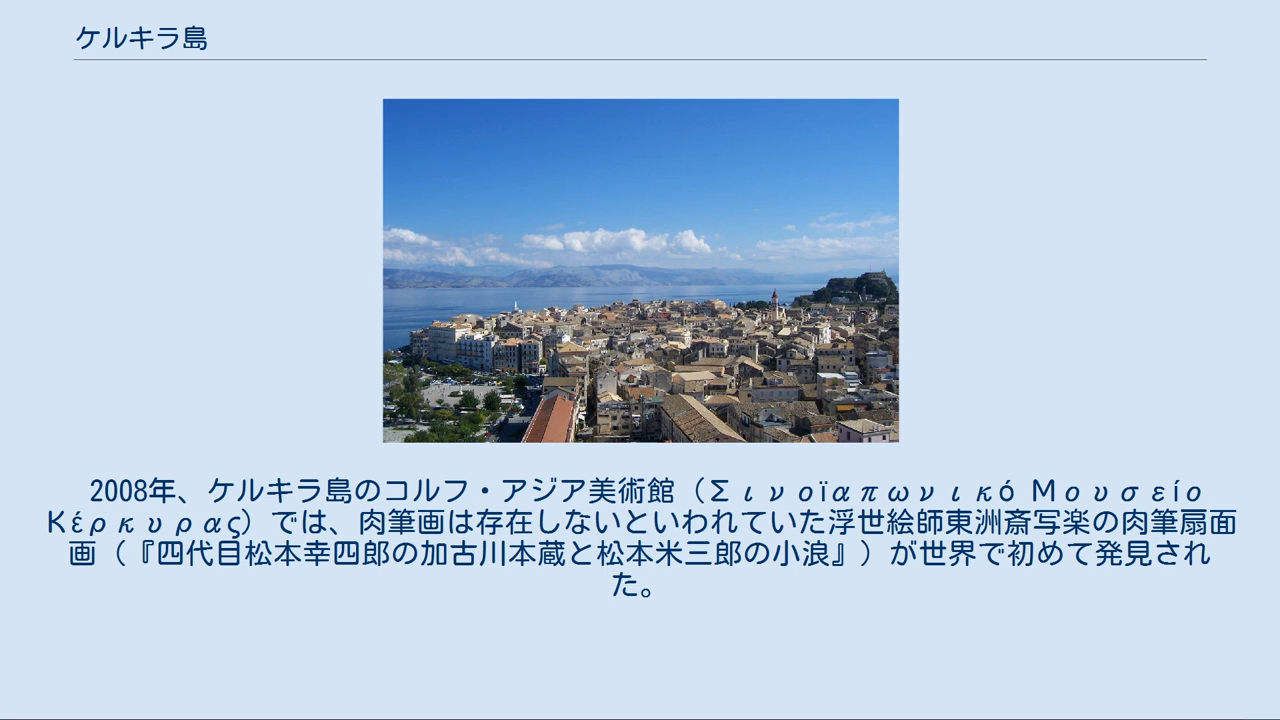 ケルキラ島
2008年、ケルキラ島のコルフ・アジア美術館（Σινοϊαπωνικό Μουσείο
Κέρκυρας）では、肉筆画は存在しないといわれていた浮世絵師東洲斎写楽の肉筆扇面
画（『四代目松本幸四郎の加古川本蔵と松本米三郎の小浪』）が世界で初めて発見され
た。